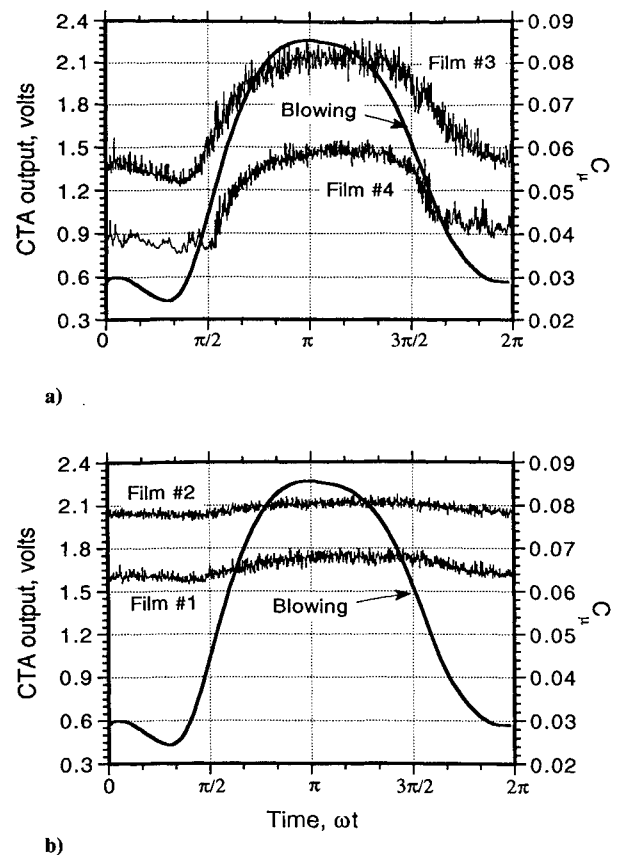 2.4
2.1
1.8
1.5
1.2
0.9
0.6
0.3
CTA output, volts
Film #3
Blowing
Film #4
0.09
0.08
0.07
0.06
0.05
0.04
0.03
0.02
Cμ
0
π/2
π
3π/2
2π
a)
2.4
2.1
1.8
1.5
1.2
0.9
0.6
0.3
CTA output, volts
Film #2
Film #1
Blowing
0.09
0.08
0.07
0.06
0.05
0.04
0.03
0.02
Cμ
0
π/2
π
3π/2
2π
Time, ωt
b)